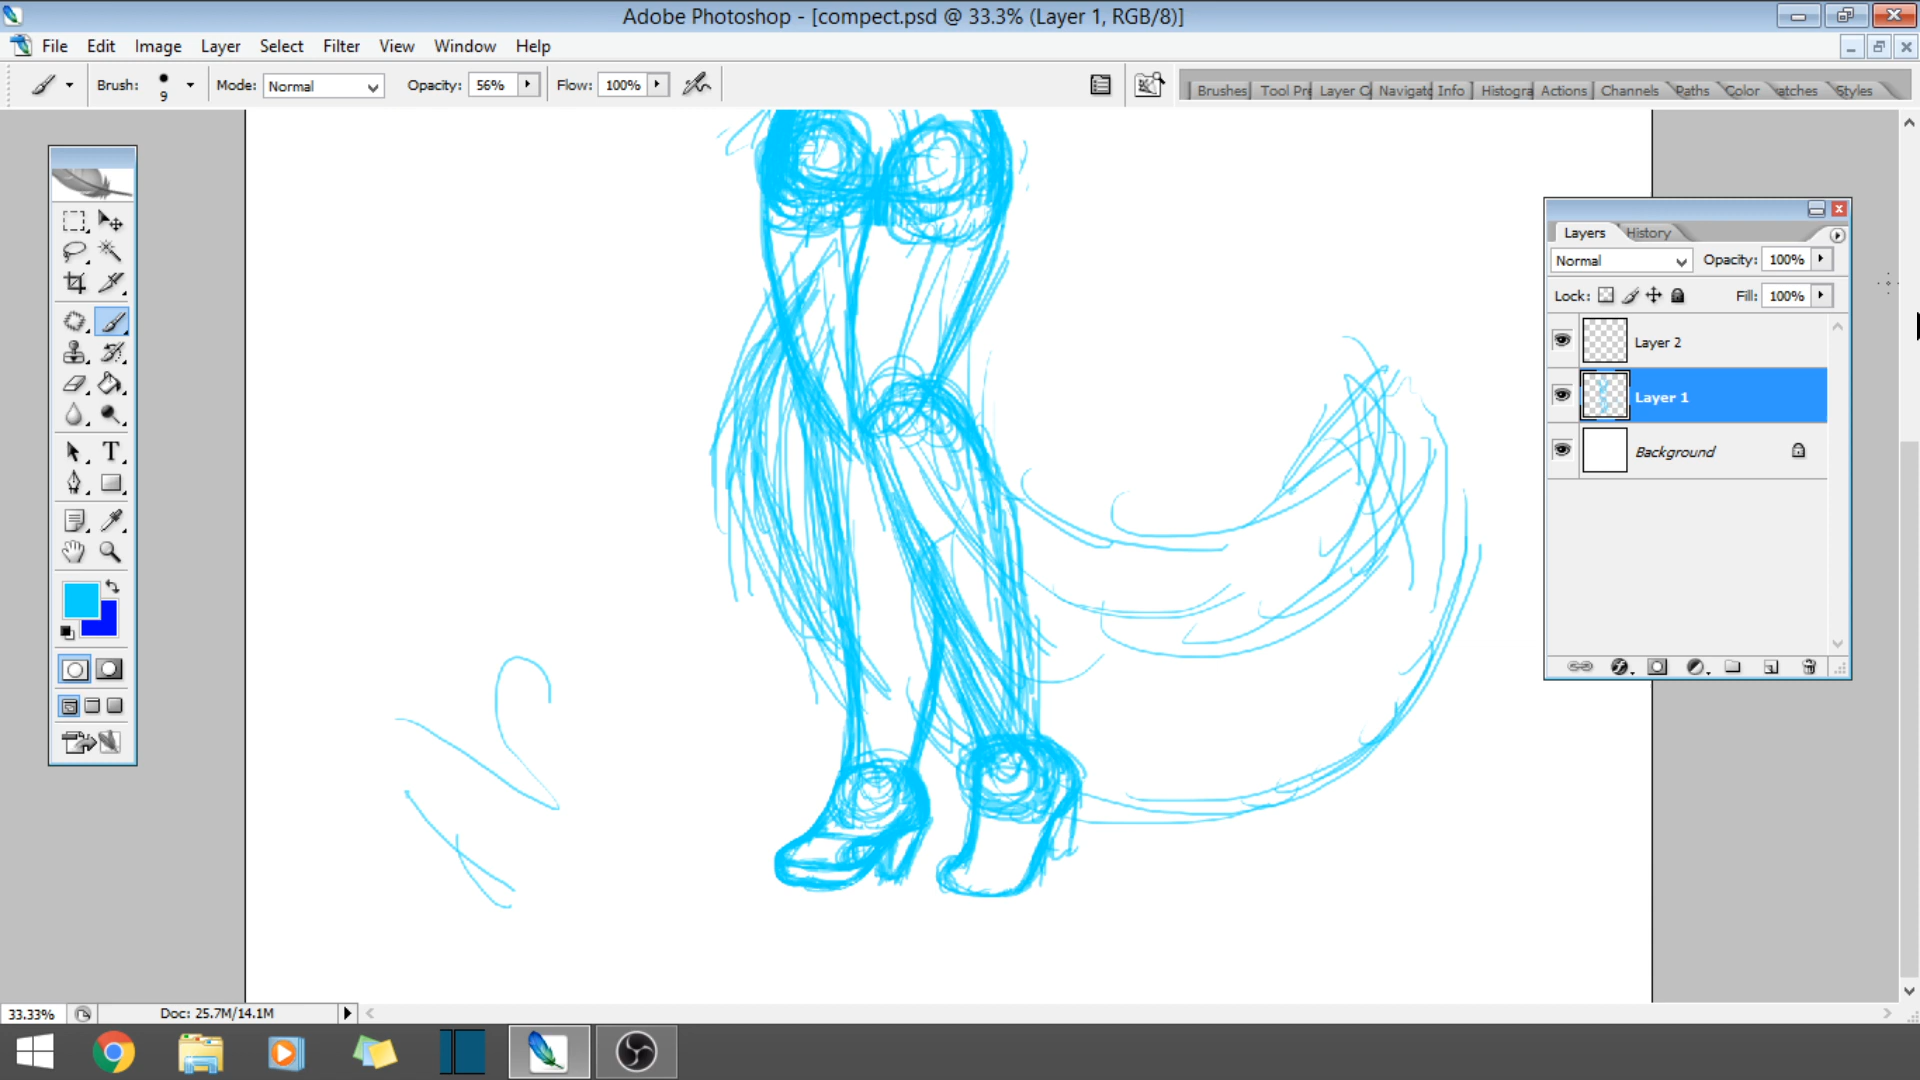 Adobe Photoshop - [compect.psd @ 33.3% (Layer 1, RGB/8)]
File Edit Image Layer Select Filter View Window Help
Brush: 9 Mode: Normal Opacity: 56% Flow: 100%
Brushes Tool Pr Layer C Navigat Info Histogra Actions Channels Paths Color atches Styles
Layers History
Normal Opacity: 100%
Lock: Fill: 100%
Layer 2
Layer 1
Background
33.33% Doc: 25.7M/14.1M